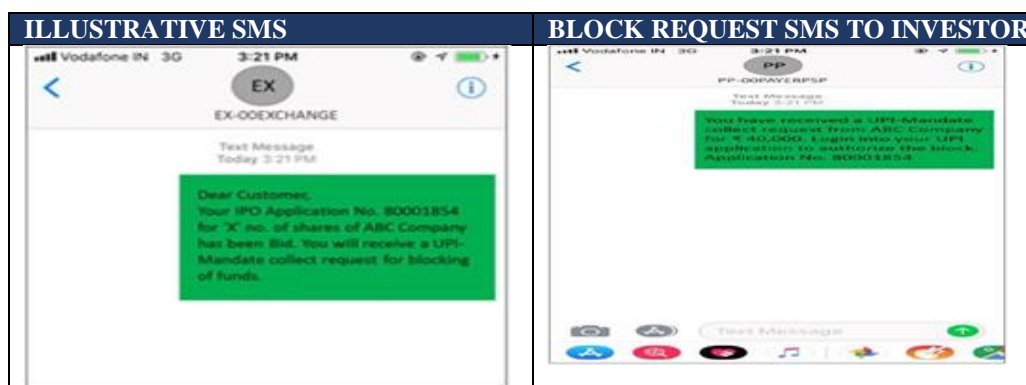 ILLUSTRATIVE SMS
BLOCK REQUEST SMS TO INVESTOR
Vodafone IN 3G 3:21 PM
EX
EX-00EXCHANGE
Text Message
Today 3:21 PM
Dear Customer,
Your IPO Application No. 80001854
for 'X' no. of shares of ABC Company
has been Bid. You will receive a UPI-
Mandate collect request for blocking
of funds.
Vodafone IN 3G 3:21 PM
PP
PP-00PAYERPSP
Text Message
Today 3:21 PM
You have received a UPI-Mandate
collect request from ABC Company
for ₹ 40,000. Login into your UPI
application to authorize the block.
Application No. 80001854
Text Message